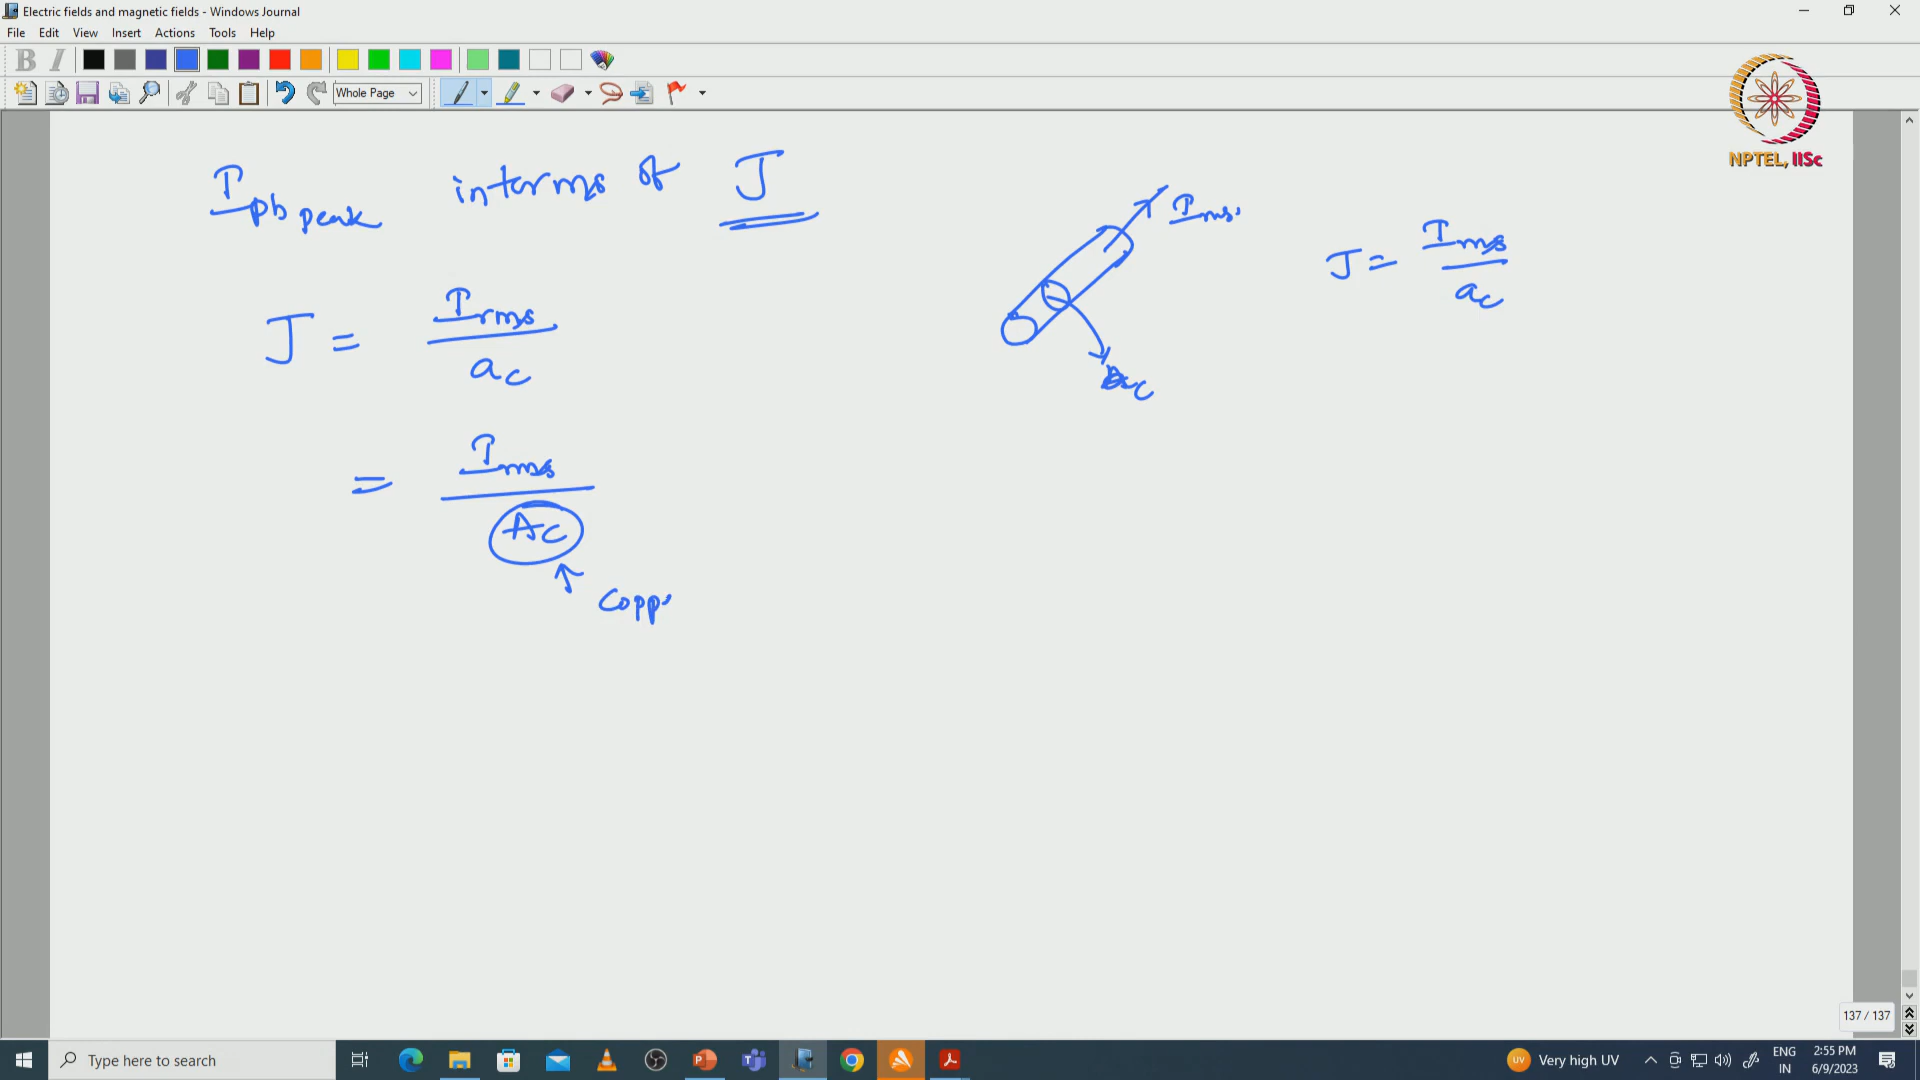 Electric fields and magnetic fields - Windows Journal
File Edit View Insert Actions Tools Help
B I
Whole Page
NPTEL, IISc
I pb peak interms of J
J = Irms / ac
= Irms / Ac
Copp
Irms.
J = Irms / ac
137 / 137
Type here to search
UV Very high UV
ENG
IN
2:55 PM
6/9/2023